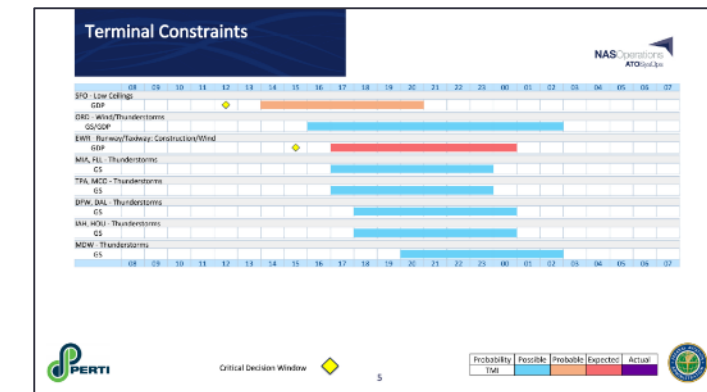 Terminal Constraints
NASOperations
ATOSysOps
08 09 10 11 12 13 14 15 16 17 18 19 20 21 22 23 00 01 02 03 04 05 06 07
SFO - Low Ceilings
GDP
ORD - Wind/Thunderstorms
GS/GDP
EWR - Runway/Taxiway: Construction/Wind
GDP
MIA, FLL - Thunderstorms
GS
TPA, MCO - Thunderstorms
GS
DFW, DAL - Thunderstorms
GS
IAH, HOU - Thunderstorms
GS
MDW - Thunderstorms
GS
08 09 10 11 12 13 14 15 16 17 18 19 20 21 22 23 00 01 02 03 04 05 06 07
PERTI
Critical Decision Window
5
Probability Possible Probable Expected Actual
TMI